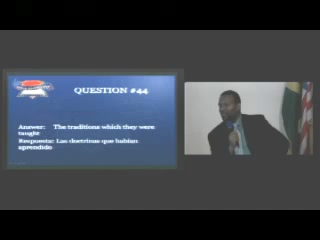 QUESTION #44
Answer: The traditions which they were
taught
Respuesta: Las doctrinas que habían
aprendido